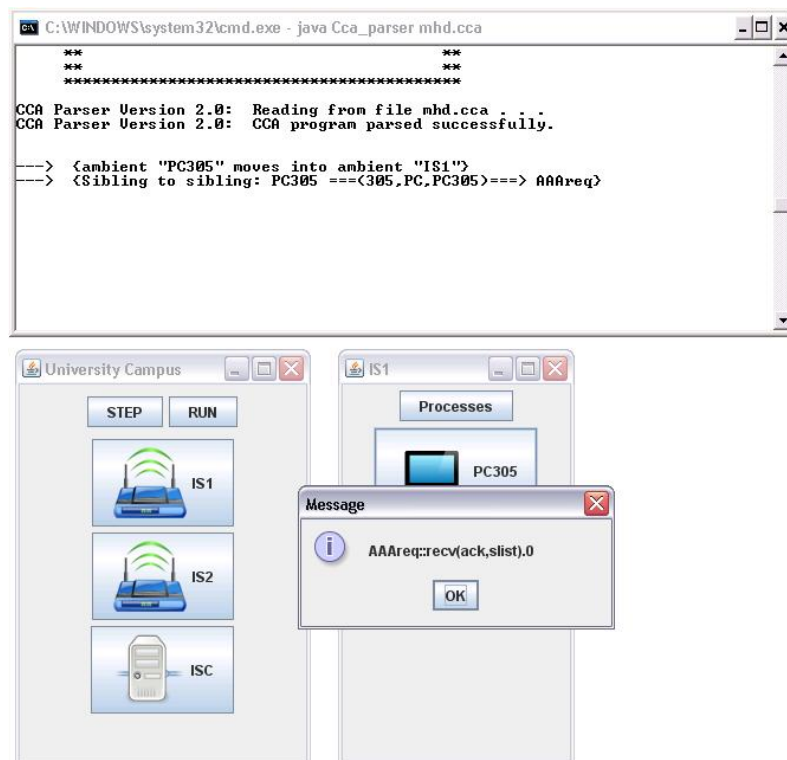 C:\WINDOWS\system32\cmd.exe - java Cca_parser mhd.cca
** **
** **
******************************************
CCA Parser Version 2.0: Reading from file mhd.cca . . .
CCA Parser Version 2.0: CCA program parsed successfully.
---> {ambient "PC305" moves into ambient "IS1"}
---> {Sibling to sibling: PC305 ===(305,PC,PC305)===> AAAreq}
University Campus
STEP RUN
IS1
IS2
ISC
IS1
Processes
PC305
Message
AAAreq::recv(ack,slist).0
OK